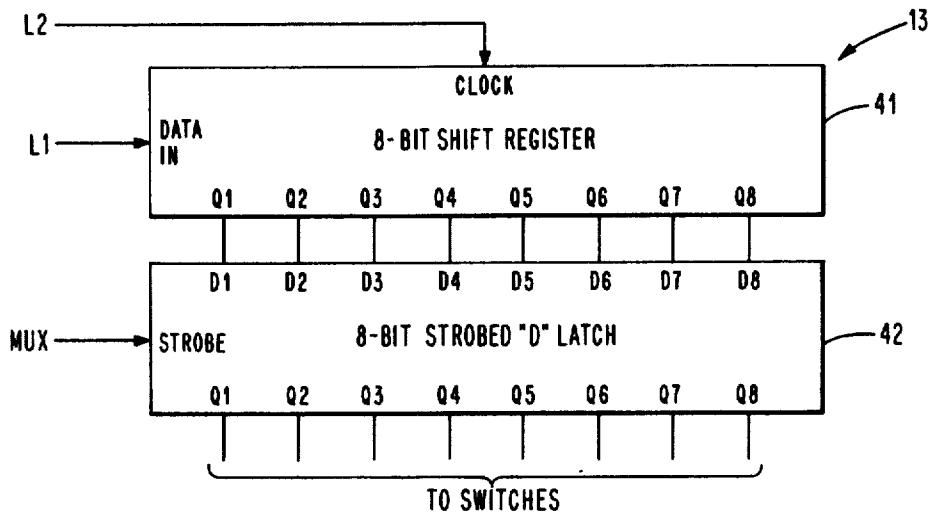 L2
13
CLOCK
41
L1
DATA IN
8-BIT SHIFT REGISTER
Q1 Q2 Q3 Q4 Q5 Q6 Q7 Q8
D1 D2 D3 D4 D5 D6 D7 D8
MUX
STROBE
8-BIT STROBED "D" LATCH
42
Q1 Q2 Q3 Q4 Q5 Q6 Q7 Q8
TO SWITCHES